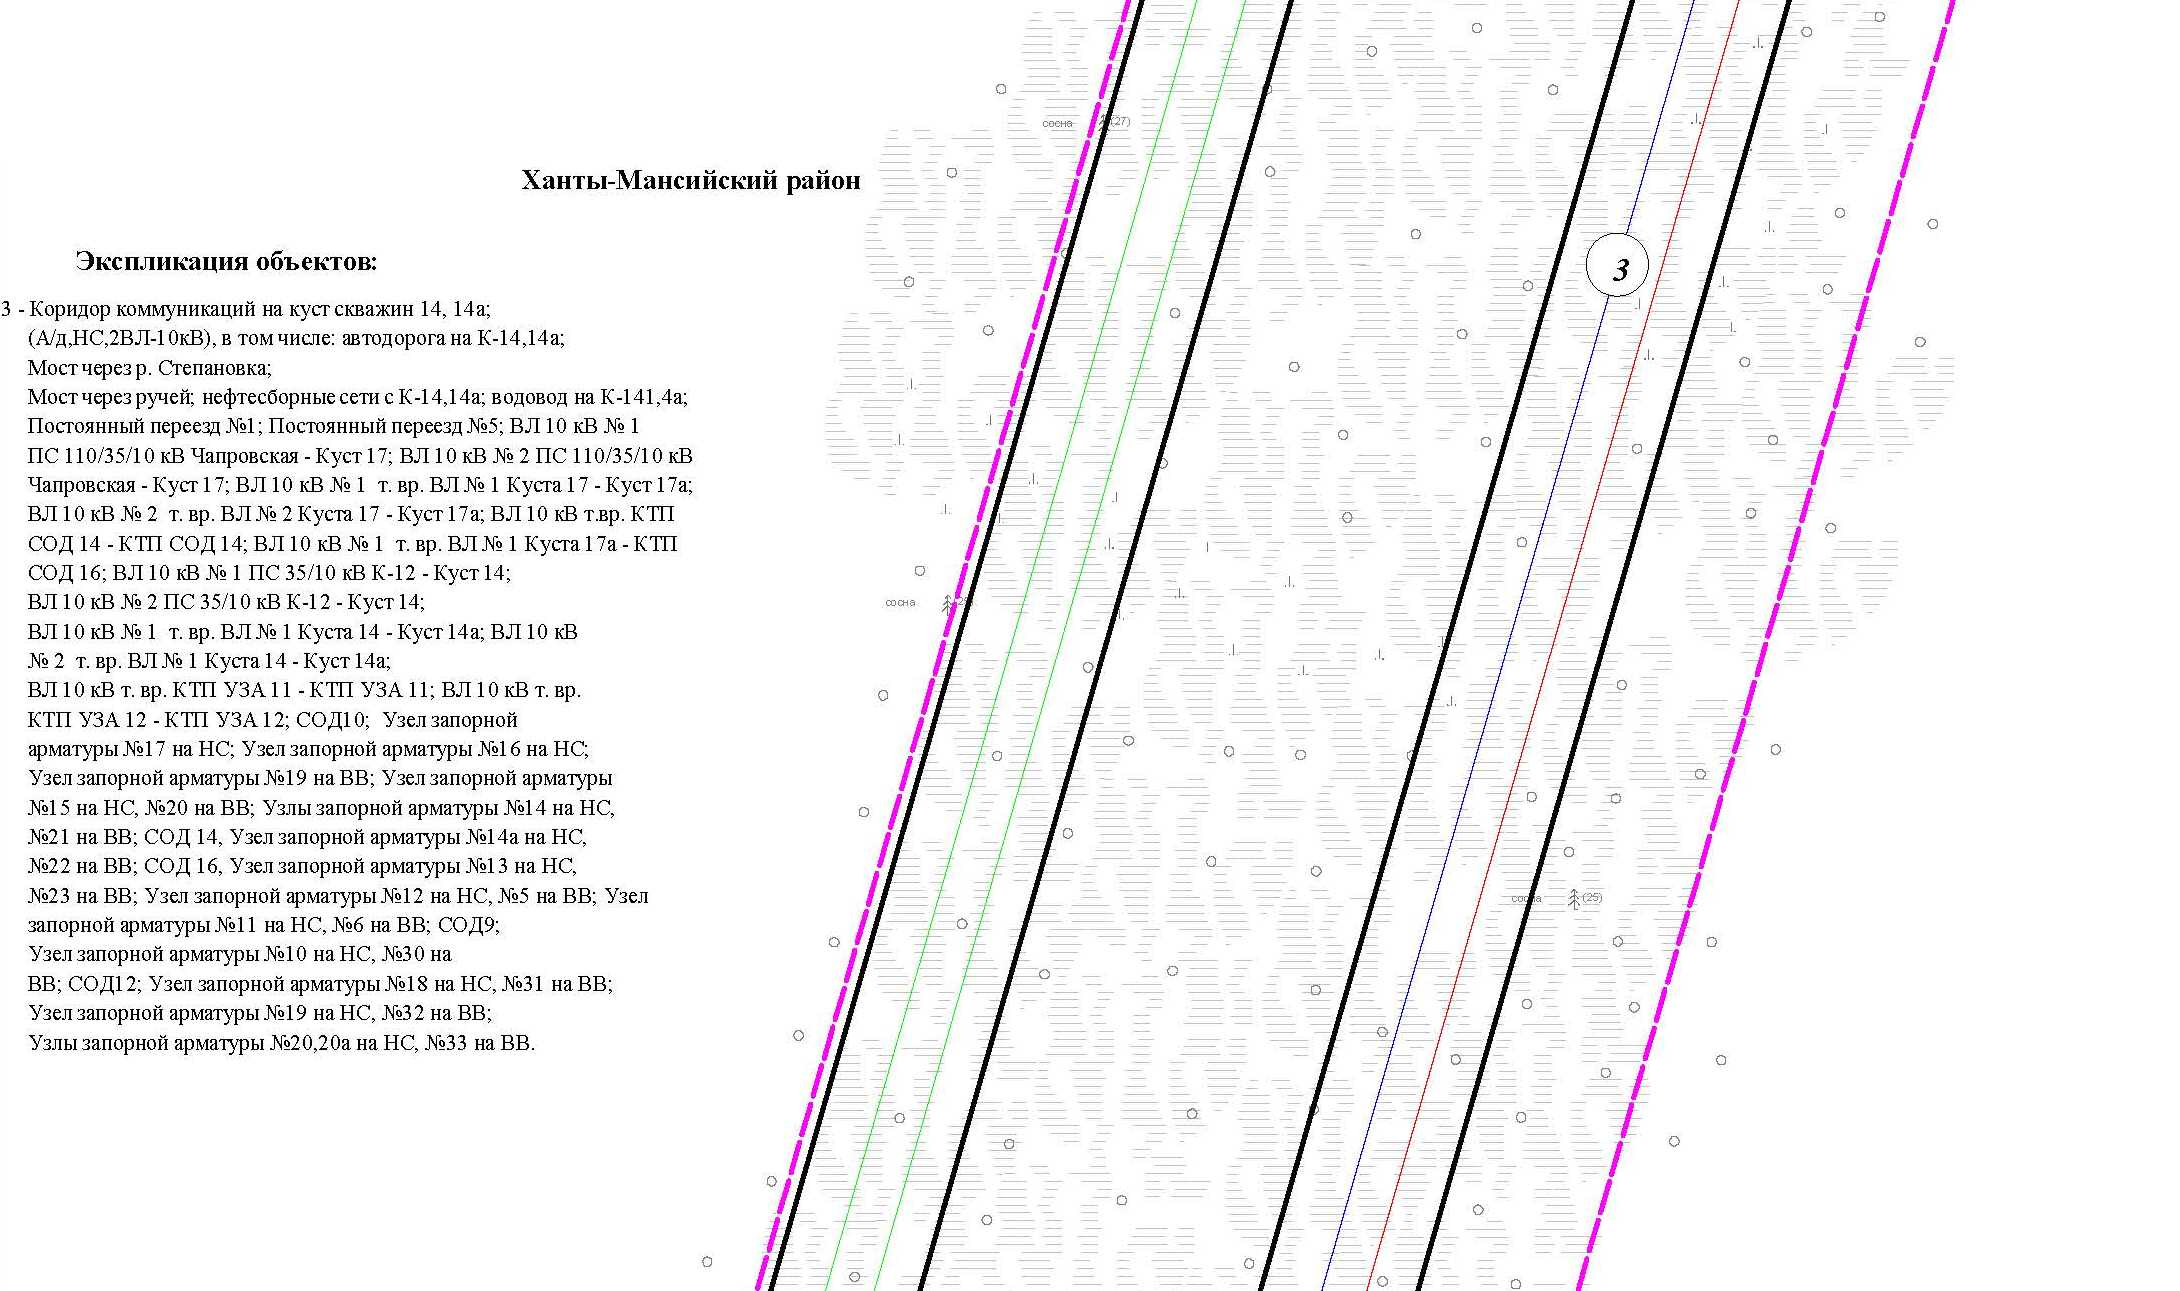 Ханты-Мансийский район
Экспликация объектов:
3 - Коридор коммуникаций на куст скважин 14, 14а;
(А/д,НС,2ВЛ-10кВ), в том числе: автодорога на К-14,14а;
Мост через р. Степановка;
Мост через ручей; нефтесборные сети с К-14,14а; водовод на К-141,4а;
Постоянный переезд №1; Постоянный переезд №5; ВЛ 10 кВ № 1
ПС 110/35/10 кВ Чапровская - Куст 17; ВЛ 10 кВ № 2 ПС 110/35/10 кВ
Чапровская - Куст 17; ВЛ 10 кВ № 1 т. вр. ВЛ № 1 Куста 17 - Куст 17а;
ВЛ 10 кВ № 2 т. вр. ВЛ № 2 Куста 17 - Куст 17а; ВЛ 10 кВ т.вр. КТП
СОД 14 - КТП СОД 14; ВЛ 10 кВ № 1 т. вр. ВЛ № 1 Куста 17а - КТП
СОД 16; ВЛ 10 кВ № 1 ПС 35/10 кВ К-12 - Куст 14;
ВЛ 10 кВ № 2 ПС 35/10 кВ К-12 - Куст 14;
ВЛ 10 кВ № 1 т. вр. ВЛ № 1 Куста 14 - Куст 14а; ВЛ 10 кВ
№ 2 т. вр. ВЛ № 1 Куста 14 - Куст 14а;
ВЛ 10 кВ т. вр. КТП УЗА 11 - КТП УЗА 11; ВЛ 10 кВ т. вр.
КТП УЗА 12 - КТП УЗА 12; СОД10; Узел запорной
арматуры №17 на НС; Узел запорной арматуры №16 на НС;
Узел запорной арматуры №19 на ВВ; Узел запорной арматуры
№15 на НС, №20 на ВВ; Узлы запорной арматуры №14 на НС,
№21 на ВВ; СОД 14, Узел запорной арматуры №14а на НС,
№22 на ВВ; СОД 16, Узел запорной арматуры №13 на НС,
№23 на ВВ; Узел запорной арматуры №12 на НС, №5 на ВВ; Узел
запорной арматуры №11 на НС, №6 на ВВ; СОД9;
Узел запорной арматуры №10 на НС, №30 на
ВВ; СОД12; Узел запорной арматуры №18 на НС, №31 на ВВ;
Узел запорной арматуры №19 на НС, №32 на ВВ;
Узлы запорной арматуры №20,20а на НС, №33 на ВВ.
сосна (27)
3
сосна
сосна (25)